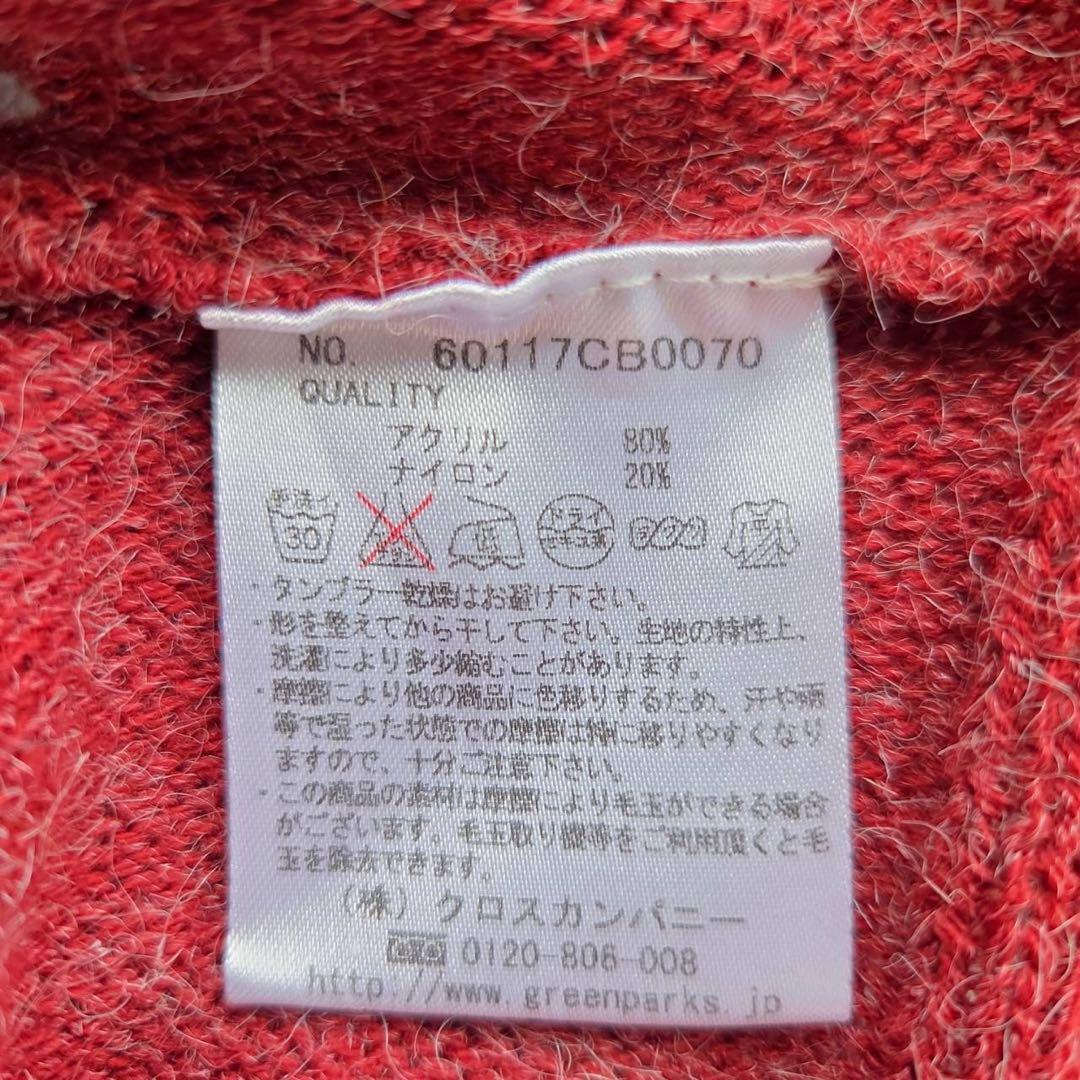 NO. 60117CB0070
QUALITY
アクリル 80%
ナイロン 20%
手洗イ 30 ドライ
・タンブラー乾燥はお避け下さい。
・形を整えてから干して下さい。生地の特性上、
洗濯により多少縮むことがあります。
・摩擦により他の商品に色移りするため、汗や雨
等で湿った状態での摩擦は特に移りやすくなり
ますので、十分ご注意下さい。
・この商品の素材は摩擦により毛玉ができる場合
がございます。毛玉取り機等をご利用頂くと毛
玉を除去できます。
(株) クロスカンパニー
0120-806-008
http://www.greenparks.jp